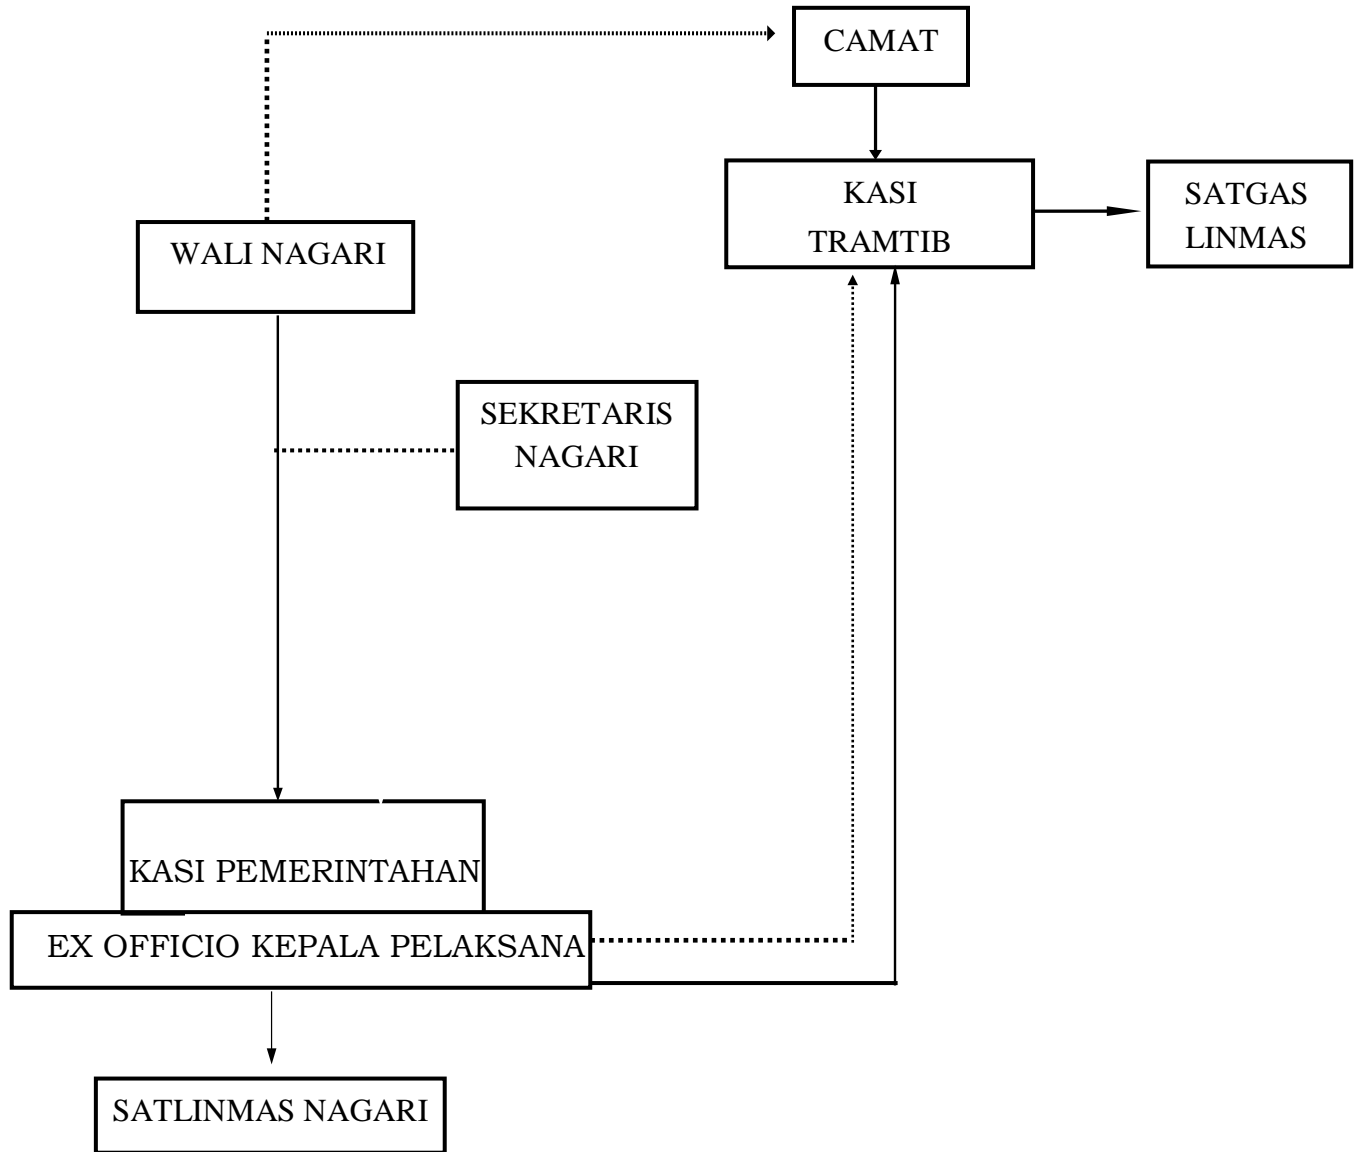 CAMAT
KASI
TRAMTIB
SATGAS
LINMAS
WALI NAGARI
SEKRETARIS
NAGARI
KASI PEMERINTAHAN
EX OFFICIO KEPALA PELAKSANA
SATLINMAS NAGARI